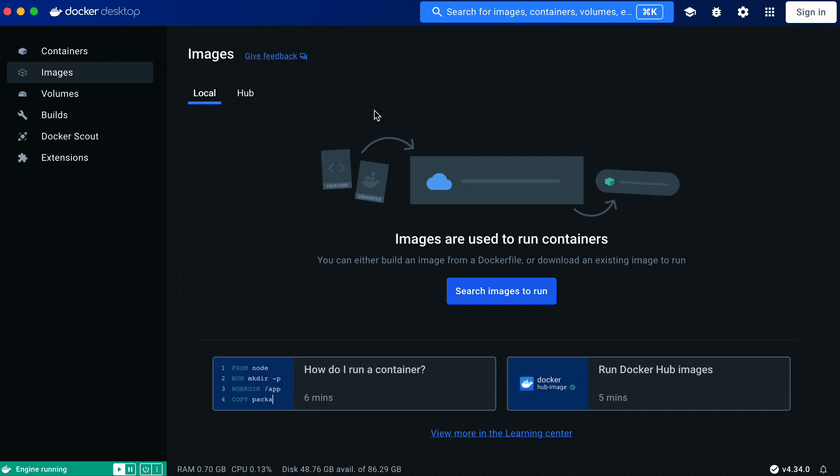 docker desktop
Search for images, containers, volumes, e...
⌘K
Sign in
Containers
Images
Volumes
Builds
Docker Scout
Extensions
Images
Give feedback
Local
Hub
YOUR CODE
DOCKERFILE
Images are used to run containers
You can either build an image from a Dockerfile, or download an existing image to run
Search images to run
1 FROM node
2 RUN mkdir -p
3 WORKDIR /app
4 COPY packa
How do I run a container?
6 mins
docker
hub-image
Run Docker Hub images
5 mins
View more in the Learning center
Engine running
RAM 0.70 GB CPU 0.13% Disk 48.76 GB avail. of 86.29 GB
v4.34.0